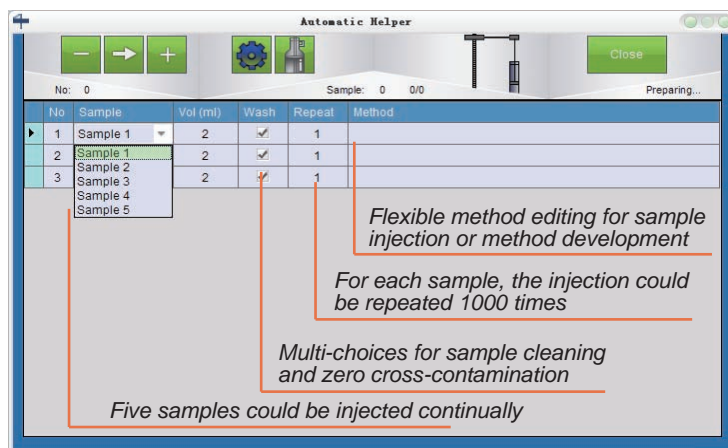 Automatic Helper
Close
No: 0 Sample: 0 0/0 Preparing...
No Sample Vol (ml) Wash Repeat Method
1 Sample 1 2 1
2 2 1
3 2 1
Sample 1
Sample 2
Sample 3
Sample 4
Sample 5
Flexible method editing for sample
injection or method development
For each sample, the injection could
be repeated 1000 times
Multi-choices for sample cleaning
and zero cross-contamination
Five samples could be injected continually